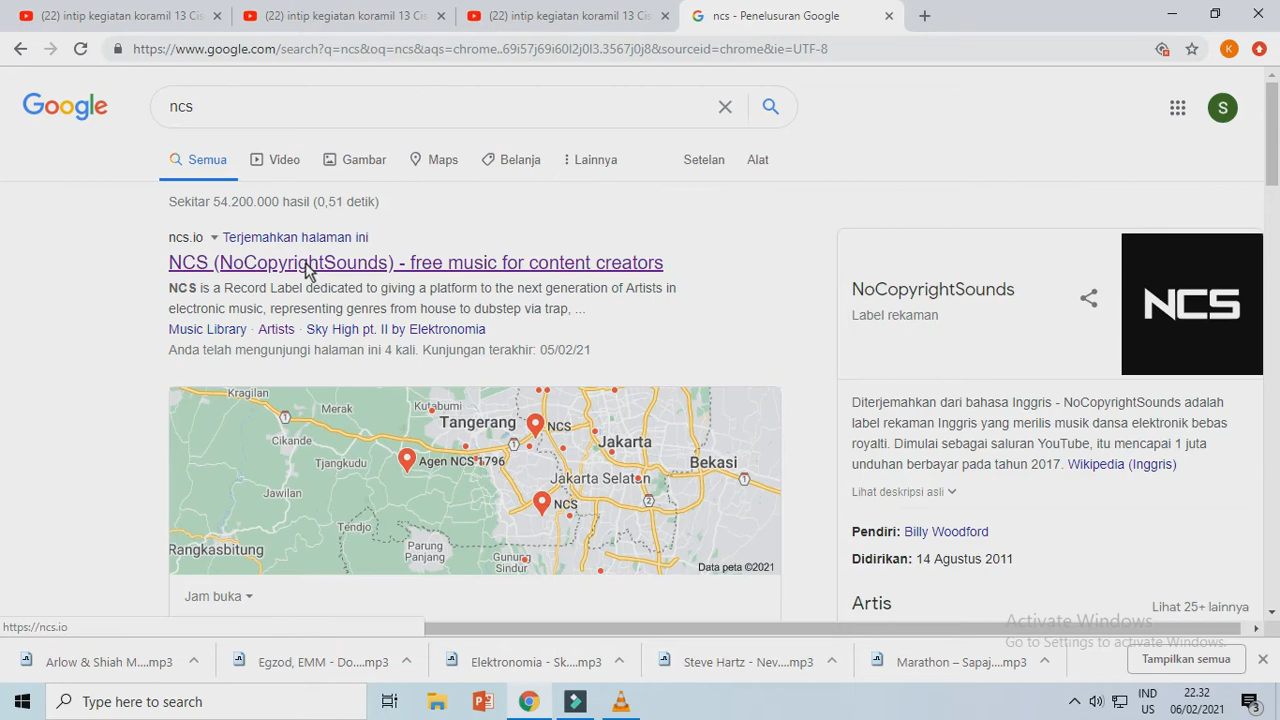 (22) intip kegiatan koramil 13 Cis
(22) intip kegiatan koramil 13 Cis
(22) intip kegiatan koramil 13 Cis
ncs - Penelusuran Google
https://www.google.com/search?q=ncs&oq=ncs&aqs=chrome..69i57j69i60l2j0l3.3567j0j8&sourceid=chrome&ie=UTF-8
K
Google
ncs
S
Semua
Video
Gambar
Maps
Belanja
Lainnya
Setelan
Alat
Sekitar 54.200.000 hasil (0,51 detik)
ncs.io Terjemahkan halaman ini
NCS (NoCopyrightSounds) - free music for content creators
NCS is a Record Label dedicated to giving a platform to the next generation of Artists in
electronic music, representing genres from house to dubstep via trap, ...
Music Library · Artists · Sky High pt. II by Elektronomia
Anda telah mengunjungi halaman ini 4 kali. Kunjungan terakhir: 05/02/21
Kragilan
Merak
Kutabumi
Tangerang
NCS
Jakarta
Cikande
Tjangkudu
Agen NCS 1796
Bekasi
Jawilan
Jakarta Selatan
NCS
Tendjo
Rangkasbitung
Parung
Panjang
Gunung
Sindur
Data peta ©2021
Jam buka
NoCopyrightSounds
Label rekaman
NCS
Diterjemahkan dari bahasa Inggris - NoCopyrightSounds adalah
label rekaman Inggris yang merilis musik dansa elektronik bebas
royalti. Dimulai sebagai saluran YouTube, itu mencapai 1 juta
unduhan berbayar pada tahun 2017. Wikipedia (Inggris)
Lihat deskripsi asli
Pendiri: Billy Woodford
Didirikan: 14 Agustus 2011
Artis
Lihat 25+ lainnya
Activate Windows
Go to Settings to activate Windows.
https://ncs.io
Arlow & Shiah M....mp3
Egzod, EMM - Do....mp3
Elektronomia - Sk....mp3
Steve Hartz - Nev....mp3
Marathon – Sapaj....mp3
Tampilkan semua
Type here to search
IND
US
22.32
06/02/2021
3